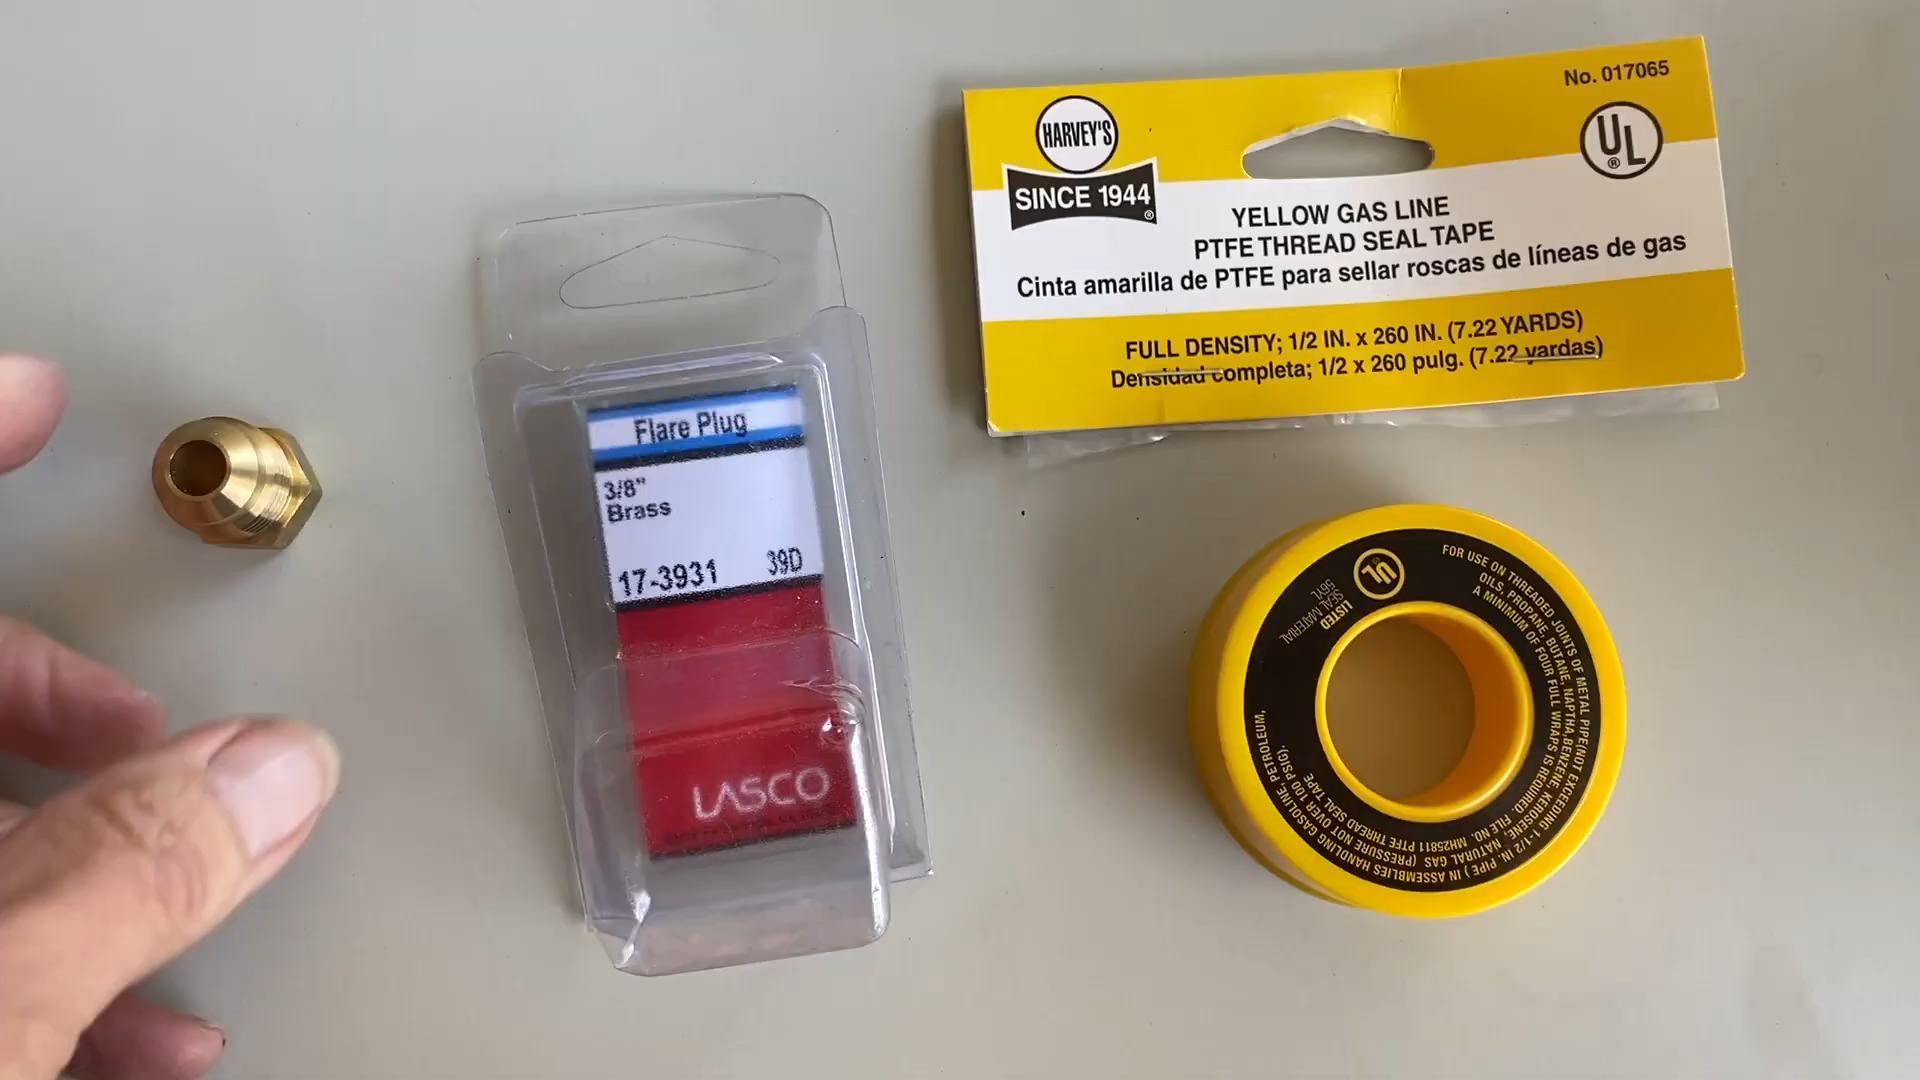 Flare Plug
3/8"
Brass
17-3931 39D
LASCO
No. 017065
HARVEY'S
SINCE 1944
UL
YELLOW GAS LINE
PTFE THREAD SEAL TAPE
Cinta amarilla de PTFE para sellar roscas de líneas de gas
FULL DENSITY; 1/2 IN. x 260 IN. (7.22 YARDS)
Densidad completa; 1/2 x 260 pulg. (7.22 yardas)
UL
LISTED
SEAL MATERIAL
56YL
FOR USE ON THREADED JOINTS OF METAL PIPE(NOT EXCEEDING 1-1/2 IN. PIPE) IN ASSEMBLIES HANDLING GASOLINE, PETROLEUM,
OILS, PROPANE, BUTANE, NAPTHA, BENZENE, KEROSENE, NATURAL GAS (PRESSURE NOT OVER 100 PSIG).
A MINIMUM OF FOUR FULL WRAPS IS REQUIRED.
FILE NO. MH25811 PTFE THREAD SEAL TAPE